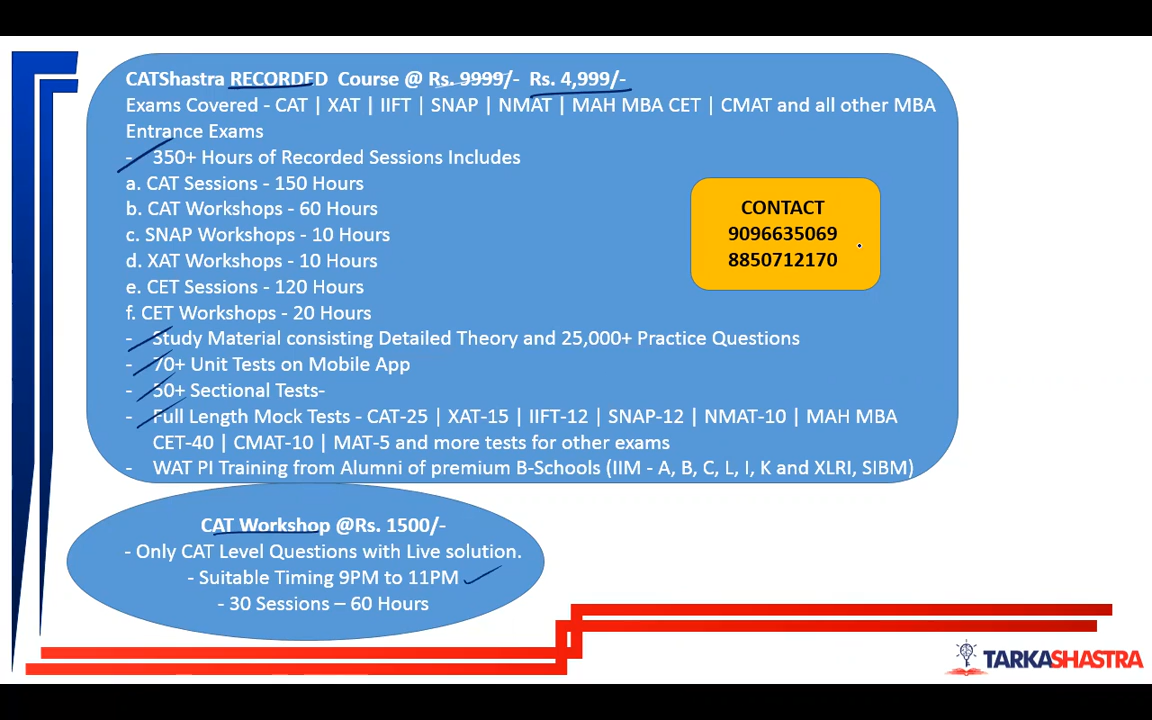 CATShastra RECORDED Course @ Rs. 9999/- Rs. 4,999/-
Exams Covered - CAT | XAT | IIFT | SNAP | NMAT | MAH MBA CET | CMAT and all other MBA
Entrance Exams
- 350+ Hours of Recorded Sessions Includes
a. CAT Sessions - 150 Hours
b. CAT Workshops - 60 Hours
c. SNAP Workshops - 10 Hours
d. XAT Workshops - 10 Hours
e. CET Sessions - 120 Hours
f. CET Workshops - 20 Hours
- Study Material consisting Detailed Theory and 25,000+ Practice Questions
- 70+ Unit Tests on Mobile App
- 50+ Sectional Tests-
- Full Length Mock Tests - CAT-25 | XAT-15 | IIFT-12 | SNAP-12 | NMAT-10 | MAH MBA
CET-40 | CMAT-10 | MAT-5 and more tests for other exams
- WAT PI Training from Alumni of premium B-Schools (IIM - A, B, C, L, I, K and XLRI, SIBM)
CONTACT
9096635069
8850712170
CAT Workshop @Rs. 1500/-
- Only CAT Level Questions with Live solution.
- Suitable Timing 9PM to 11PM
- 30 Sessions – 60 Hours
TARKASHASTRA